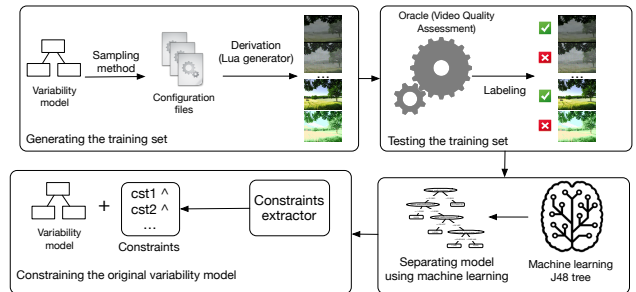 Variability
model
Sampling
method
Configuration
files
Derivation
(Lua generator)
...
Generating the training set
Oracle (Video Quality
Assessment)
Labeling
...
Testing the training set
Variability
model
+
cst1 ^
cst2 ^
...
Constraints
Constraints
extractor
Constraining the original variability model
Separating model
using machine learning
Machine learning
J48 tree